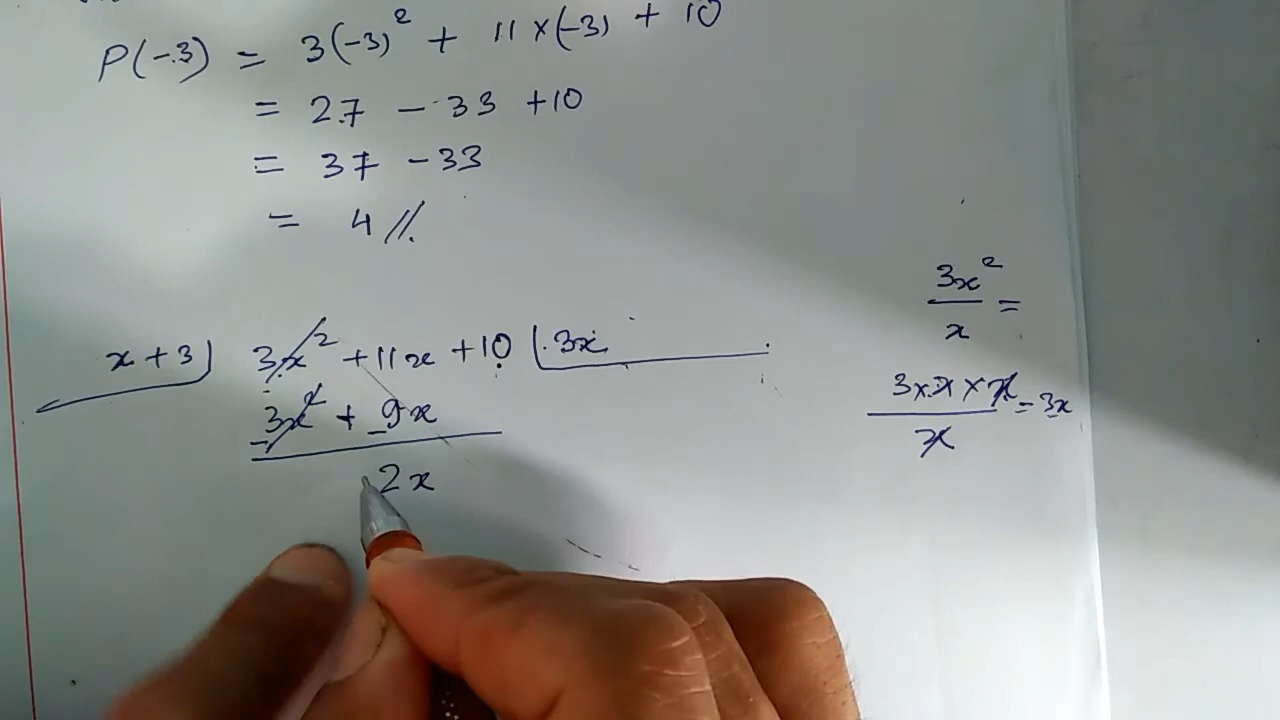 P(-3) = 3(-3)² + 11×(-3) + 10
= 27 - 33 + 10
= 37 - 33
= 4 //.
3x²/x =
x + 3) 3x² + 11x + 10 (3x
3×x×x/x = 3x
3x² + 9x
- -
2x